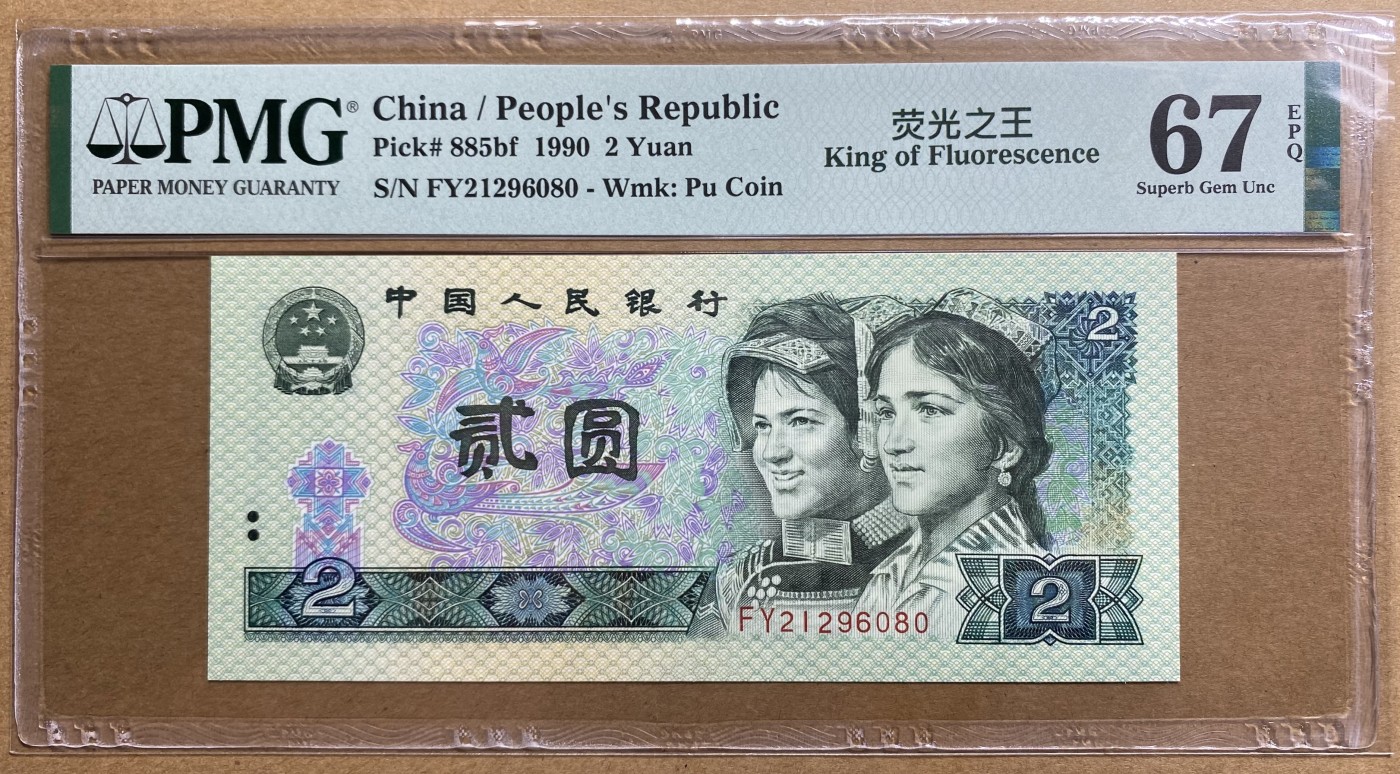 PMG®
PAPER MONEY GUARANTY
China / People's Republic
Pick# 885bf 1990 2 Yuan
S/N FY21296080 - Wmk: Pu Coin
荧光之王
King of Fluorescence
67
EPQ
Superb Gem Unc
中国人民银行
2
贰圆
2
FY21296080
2